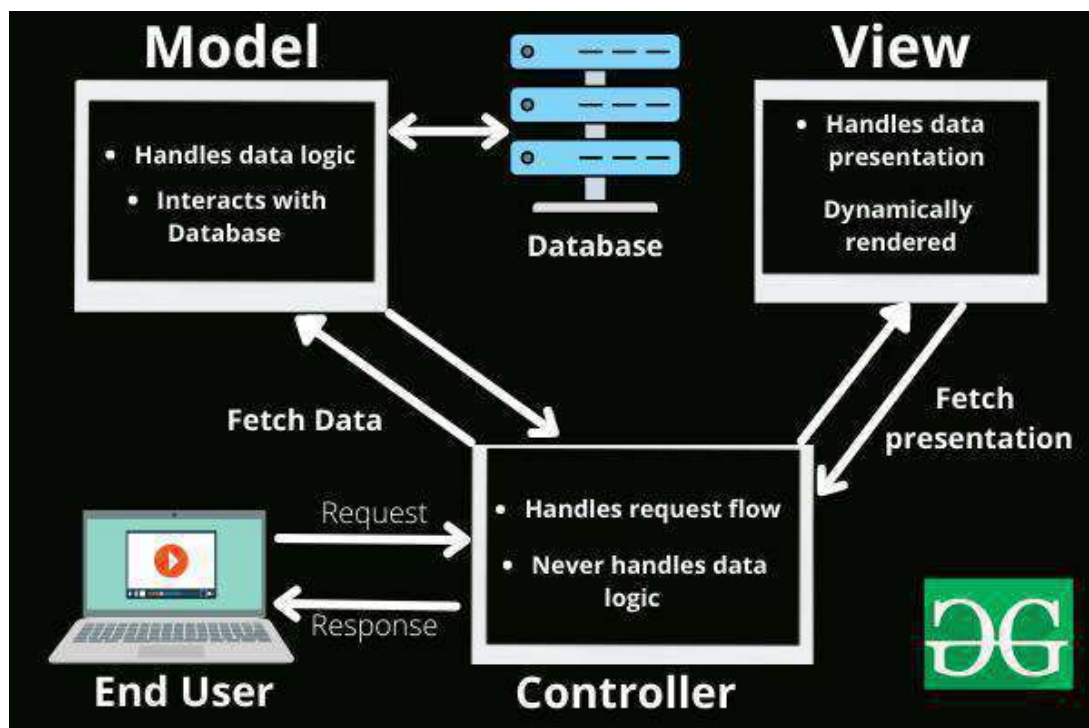 Model
View
• Handles data logic
• Interacts with
Database
Database
• Handles data
presentation
Dynamically
rendered
Fetch Data
Fetch
presentation
Request
Response
• Handles request flow
• Never handles data
logic
End User
Controller